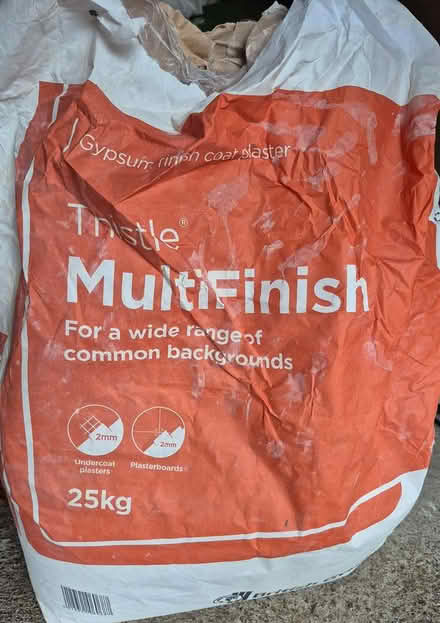 Gypsum finish coat plaster
Thistle®
MultiFinish
For a wide range of
common backgrounds
2mm
2mm
Undercoat
plasters
Plasterboards
25kg